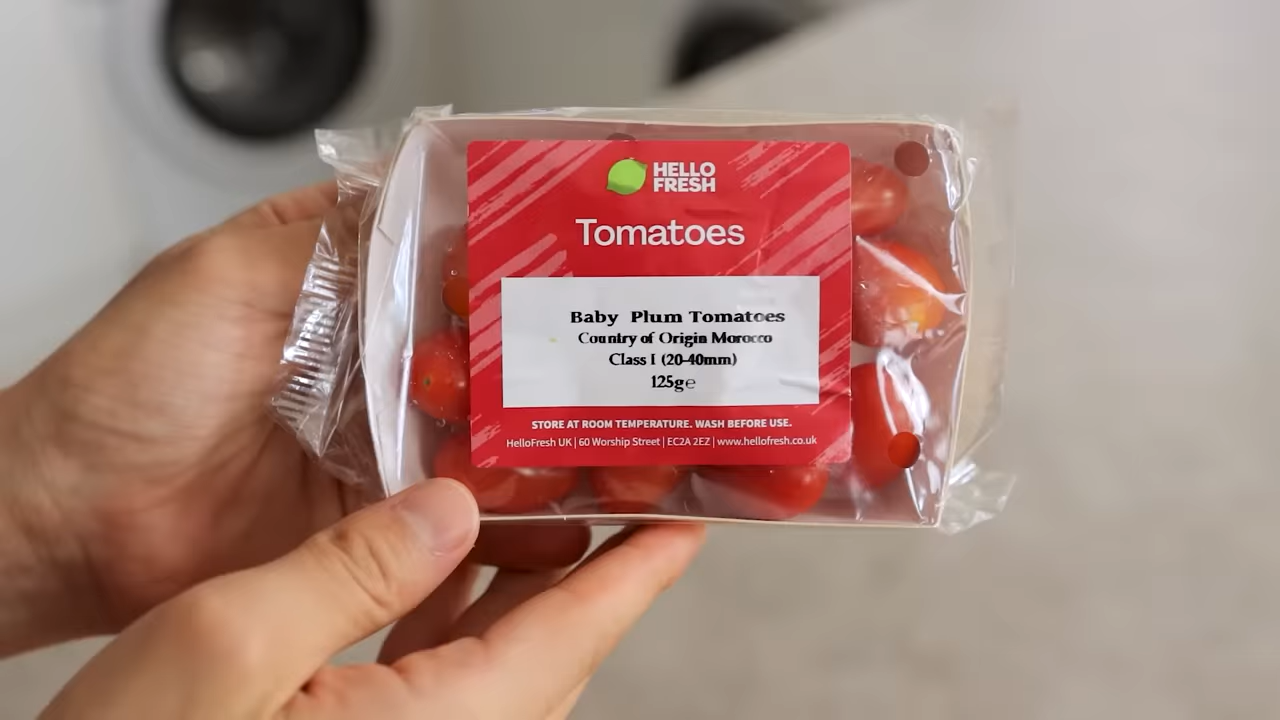 HELLO
FRESH
Tomatoes
Baby Plum Tomatoes
Country of Origin Morocco
Class I (20-40mm)
125g℮
STORE AT ROOM TEMPERATURE. WASH BEFORE USE.
HelloFresh UK | 60 Worship Street | EC2A 2EZ | www.hellofresh.co.uk